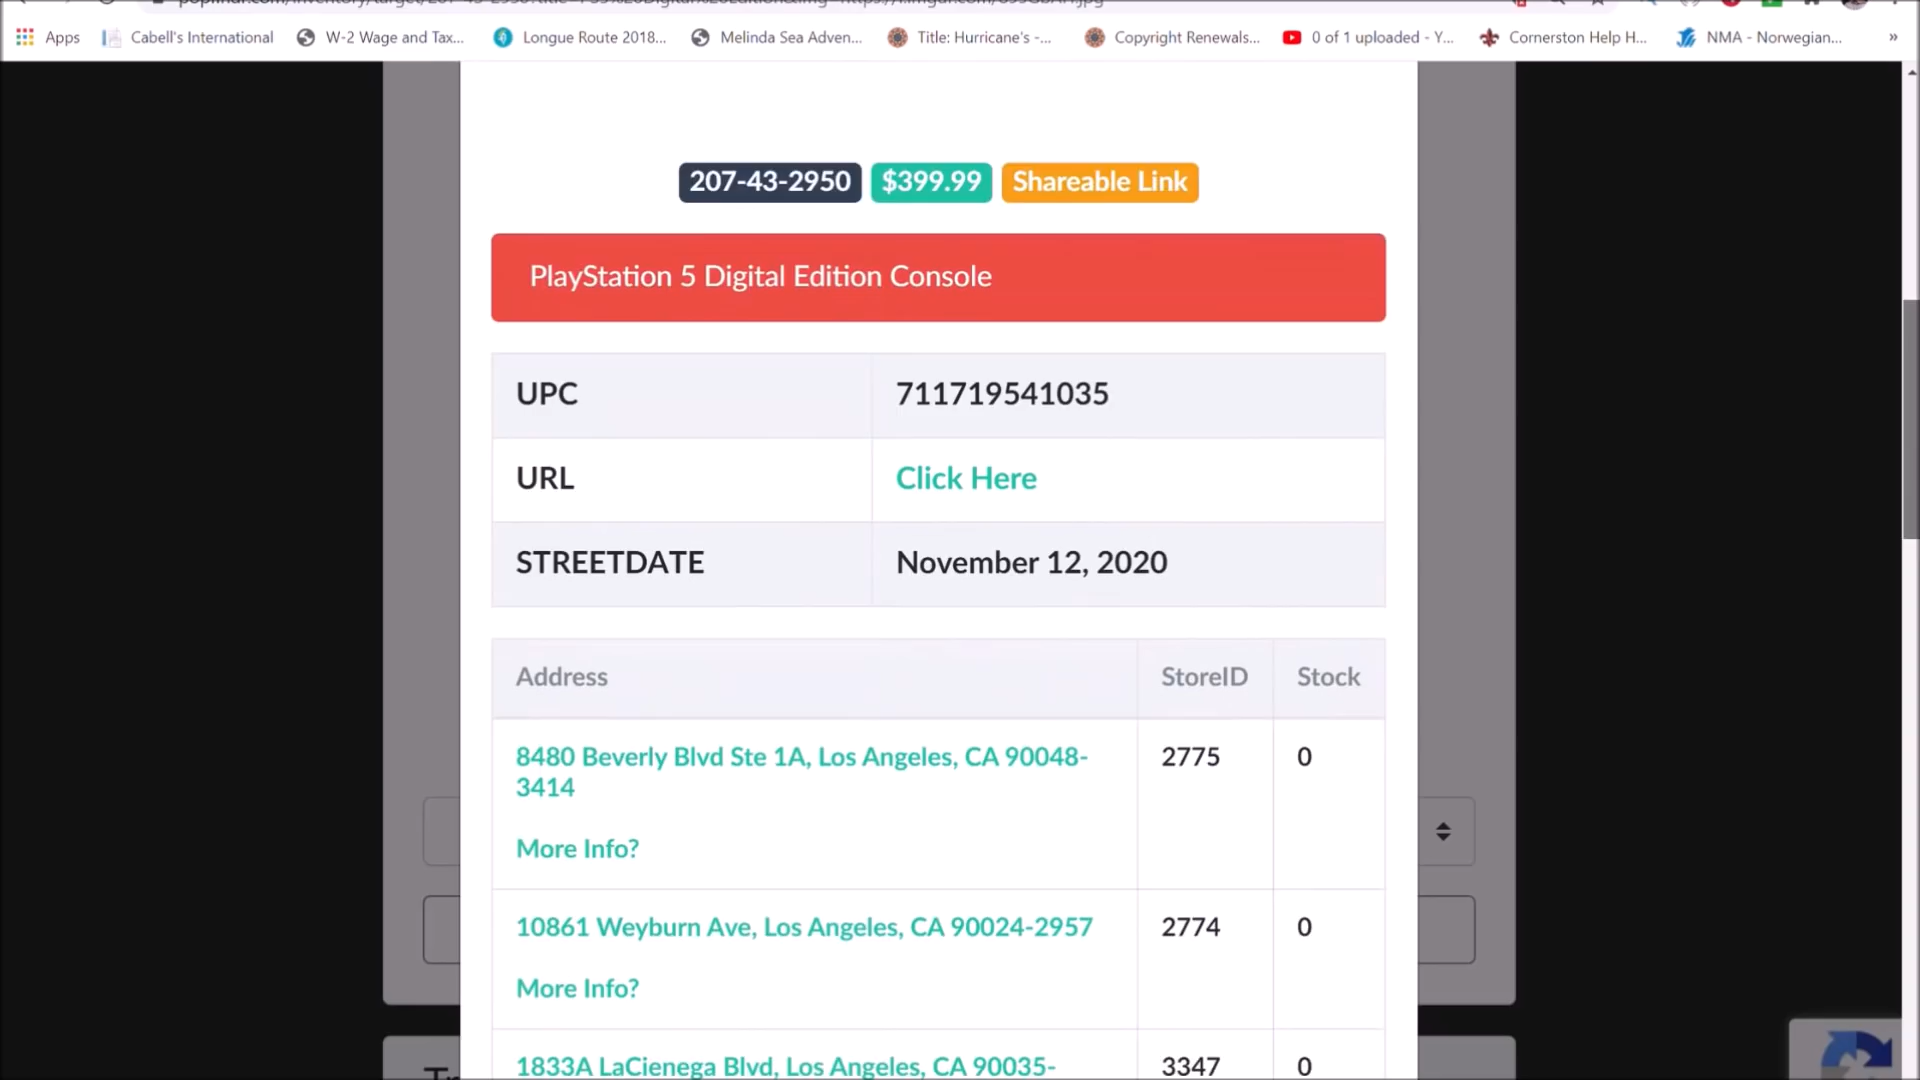 Apps Cabell's International W-2 Wage and Tax... Longue Route 2018... Melinda Sea Adven... Title: Hurricane's -... Copyright Renewals... 0 of 1 uploaded - Y... Cornerston Help H... NMA - Norwegian... »
207-43-2950 $399.99 Shareable Link
PlayStation 5 Digital Edition Console
UPC 711719541035
URL Click Here
STREETDATE November 12, 2020
Address StoreID Stock
8480 Beverly Blvd Ste 1A, Los Angeles, CA 90048- 2775 0
3414
More Info?
10861 Weyburn Ave, Los Angeles, CA 90024-2957 2774 0
More Info?
1833A LaCienega Blvd, Los Angeles, CA 90035- 3347 0